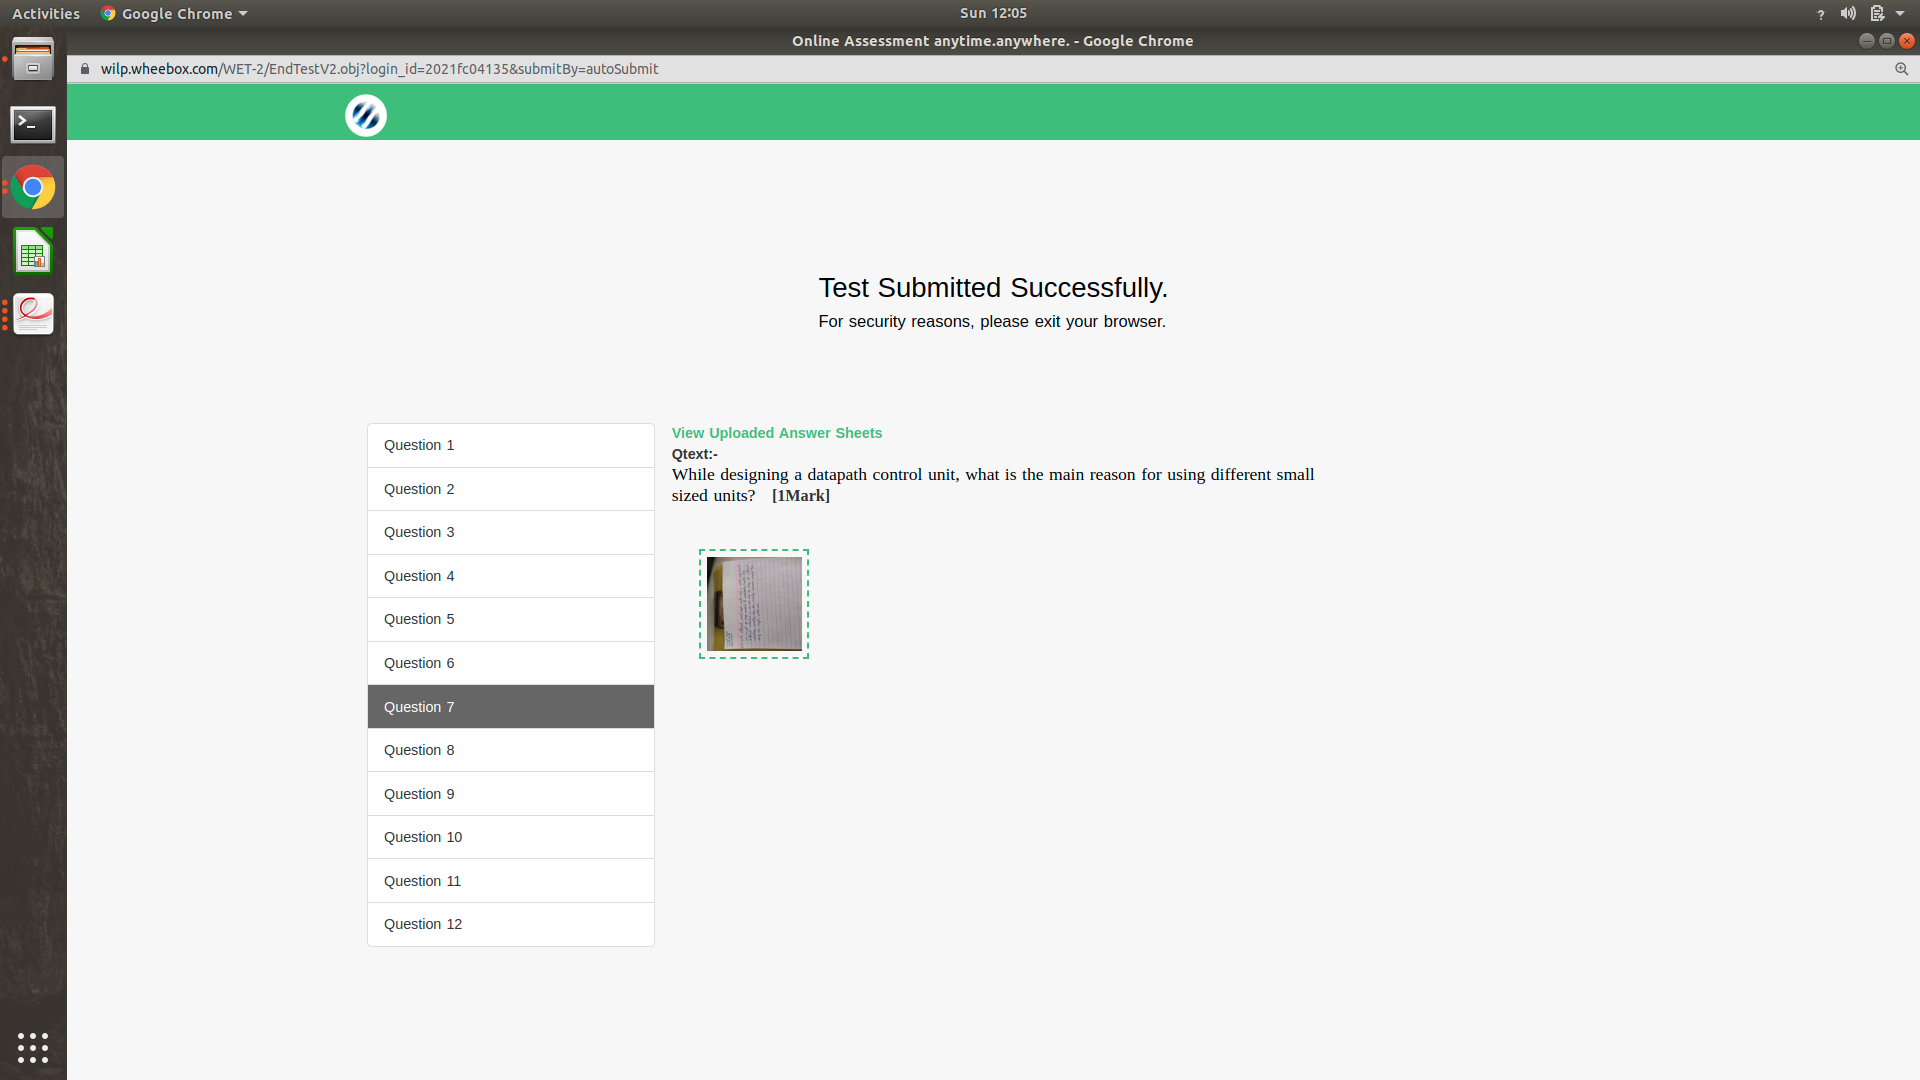 Activities
Google Chrome
Sun 12:05
?
Online Assessment anytime.anywhere. - Google Chrome
wilp.wheebox.com/WET-2/EndTestV2.obj?login_id=2021fc04135&submitBy=autoSubmit
Test Submitted Successfully.
For security reasons, please exit your browser.
Question 1
Question 2
Question 3
Question 4
Question 5
Question 6
Question 7
Question 8
Question 9
Question 10
Question 11
Question 12
View Uploaded Answer Sheets
Qtext:-
While designing a datapath control unit, what is the main reason for using different small
sized units? [1Mark]